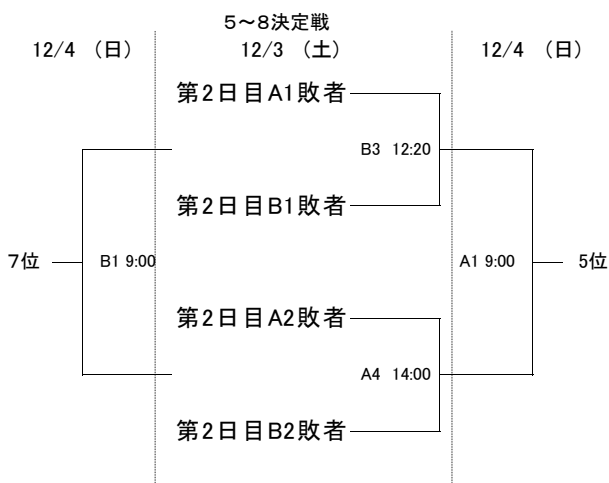 ５～８決定戦
12/4 （日）
12/3 （土）
12/4 （日）
第2日目A1敗者
B3 12:20
第2日目B1敗者
7位
B1 9:00
A1 9:00
5位
第2日目A2敗者
A4 14:00
第2日目B2敗者